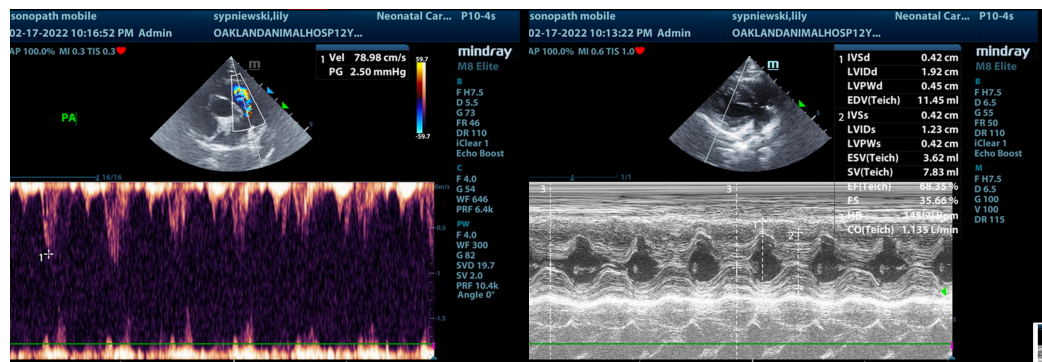 sonopath mobile sypniewski,lily Neonatal Car... P10-4s
02-17-2022 10:16:52 PM Admin OAKLANDANIMALHOSP12Y...
AP 100.0% MI 0.3 TIS 0.3
1 Vel 78.98 cm/s
PG 2.50 mmHg
mindray
M8 Elite
m
59.7
-59.7
PA
5
B
F H7.5
D 5.5
G 73
FR 46
DR 110
iClear 1
Echo Boost
C
F 4.0
G 54
WF 646
PRF 6.4k
PW
F 4.0
WF 300
G 82
SVD 19.7
SV 2.0
PRF 10.4k
Angle 0°
16/16
0m/s
-0.5
-1
-1.5
1
sonopath mobile sypniewski,lily Neonatal Car... P10-4s
02-17-2022 10:13:22 PM Admin OAKLANDANIMALHOSP12Y...
AP 100.0% MI 0.6 TIS 1.0
mindray
M8 Elite
m
5
1 IVSd 0.42 cm
LVIDd 1.92 cm
LVPWd 0.45 cm
EDV(Teich) 11.45 ml
2 IVSs 0.42 cm
LVIDs 1.23 cm
LVPWs 0.42 cm
ESV(Teich) 3.62 ml
SV(Teich) 7.83 ml
EF(Teich) 68.35 %
FS 35.66 %
3 HR bpm
CO(Teich) 1.135 L/min
B
F H7.5
D 6.5
G 55
FR 50
DR 110
iClear 1
Echo Boost
M
F H7.5
D 6.5
G 100
V 100
DR 115
1/1
3
3
1
2